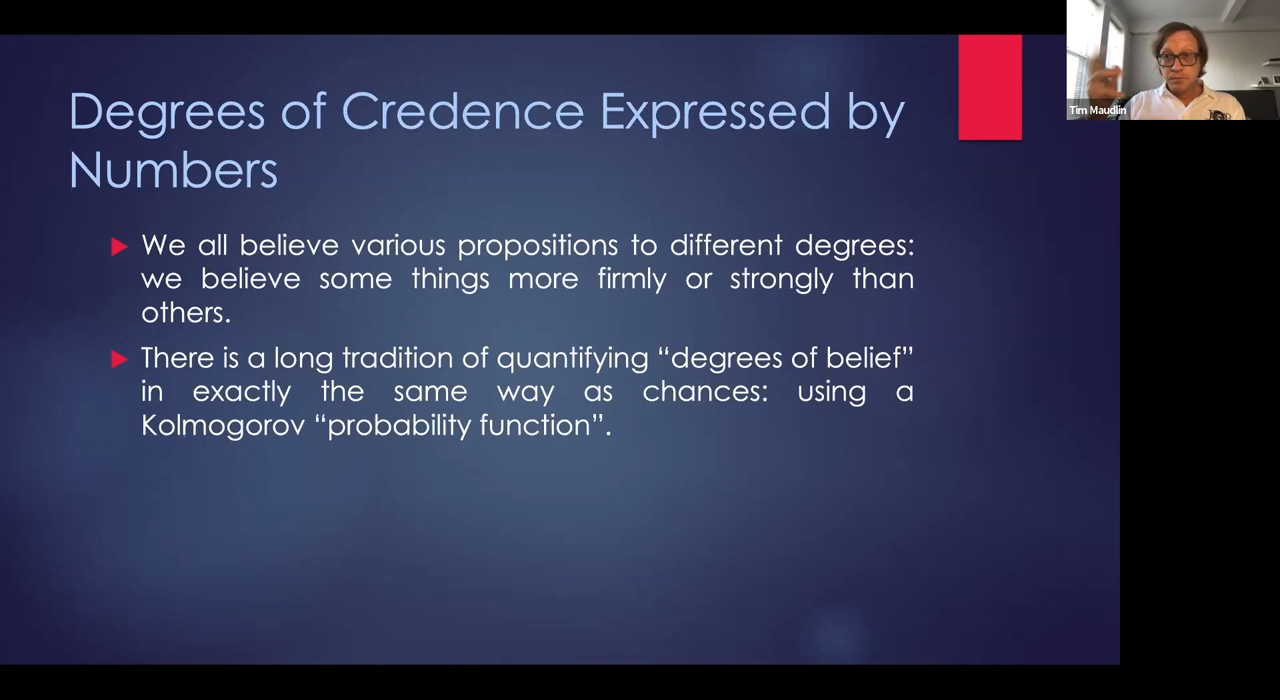 Degrees of Credence Expressed by
Numbers
We all believe various propositions to different degrees:
we believe some things more firmly or strongly than
others.
There is a long tradition of quantifying “degrees of belief”
in exactly the same way as chances: using a
Kolmogorov “probability function”.
Tim Maudlin